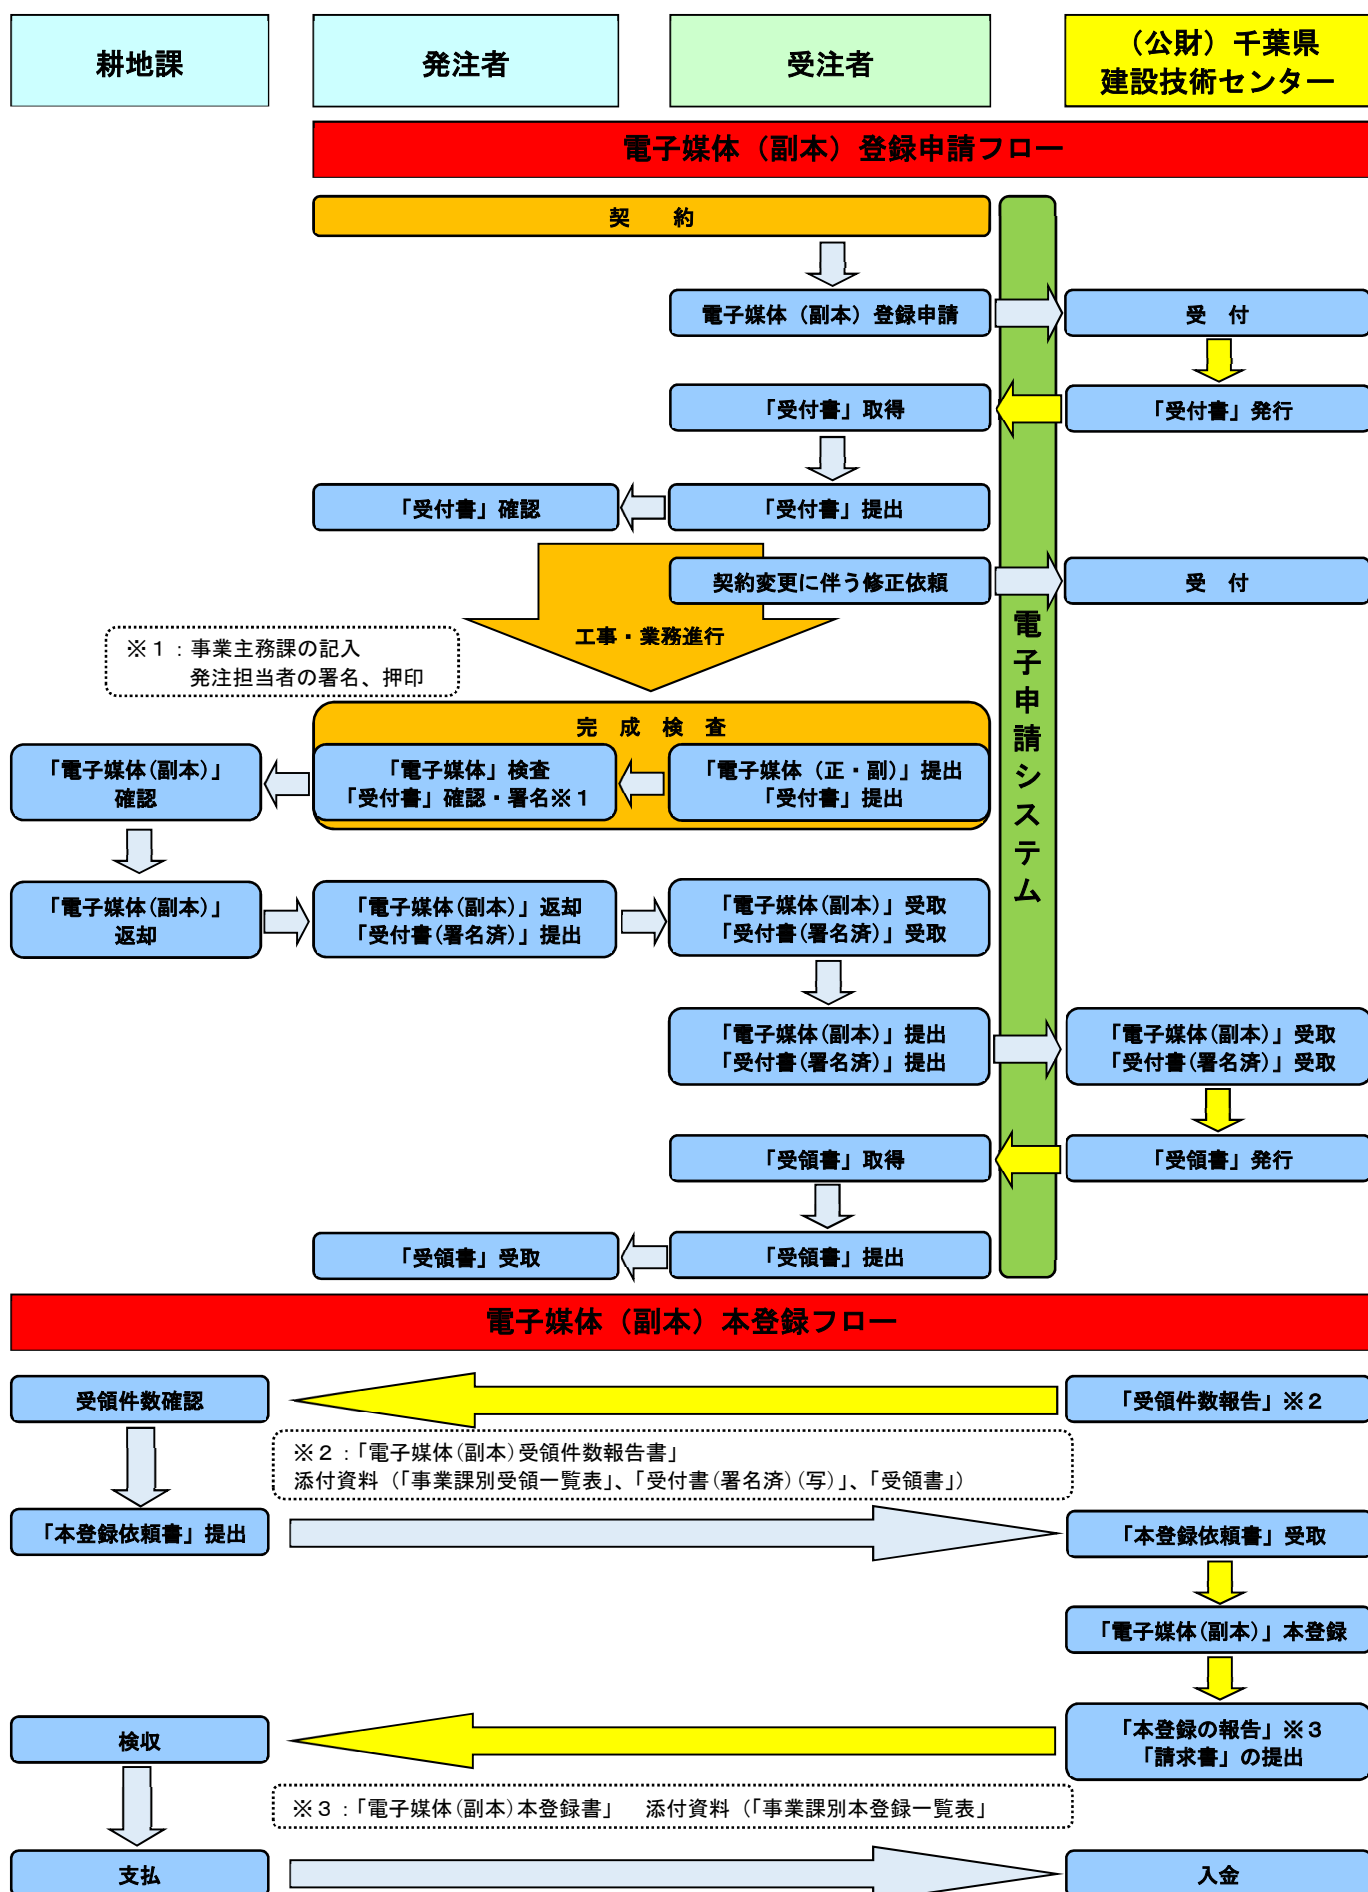 耕地課
発注者
受注者
（公財）千葉県
建設技術センター
電子媒体（副本）登録申請フロー
契　約
電子媒体（副本）登録申請
受　付
「受付書」取得
「受付書」発行
「受付書」確認
「受付書」提出
契約変更に伴う修正依頼
受　付
工事・業務進行
※１：事業主務課の記入
発注担当者の署名、押印
電子申請システム
完　成　検　査
「電子媒体(副本)」
確認
「電子媒体」検査
「受付書」確認・署名※１
「電子媒体（正・副)」提出
「受付書」提出
「電子媒体(副本)」
返却
「電子媒体(副本)」返却
「受付書(署名済)」提出
「電子媒体(副本)」受取
「受付書(署名済)」受取
「電子媒体(副本)」提出
「受付書(署名済)」提出
「電子媒体(副本)」受取
「受付書(署名済)」受取
「受領書」取得
「受領書」発行
「受領書」受取
「受領書」提出
電子媒体（副本）本登録フロー
受領件数確認
「受領件数報告」※２
※２：「電子媒体(副本)受領件数報告書」
添付資料（「事業課別受領一覧表」、「受付書(署名済)(写)」、「受領書」）
「本登録依頼書」提出
「本登録依頼書」受取
「電子媒体(副本)」本登録
検収
「本登録の報告」※３
「請求書」の提出
※３：「電子媒体(副本)本登録書」　添付資料（「事業課別本登録一覧表」
支払
入金